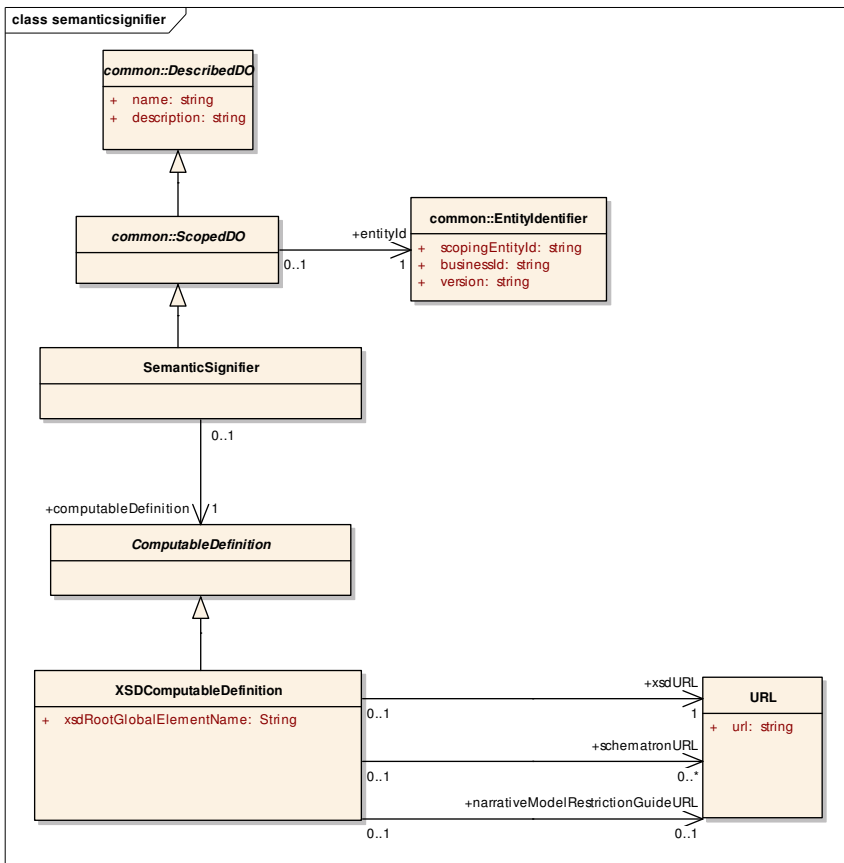 class semanticsignifier
common::DescribedDO
+ name: string
+ description: string
common::ScopedDO
+entityId
0..1
1
common::EntityIdentifier
+ scopingEntityId: string
+ businessId: string
+ version: string
SemanticSignifier
0..1
+computableDefinition
1
ComputableDefinition
XSDComputableDefinition
+ xsdRootGlobalElementName: String
+xsdURL
0..1
1
+schematronURL
0..1
0..*
+narrativeModelRestrictionGuideURL
0..1
0..1
URL
+ url: string